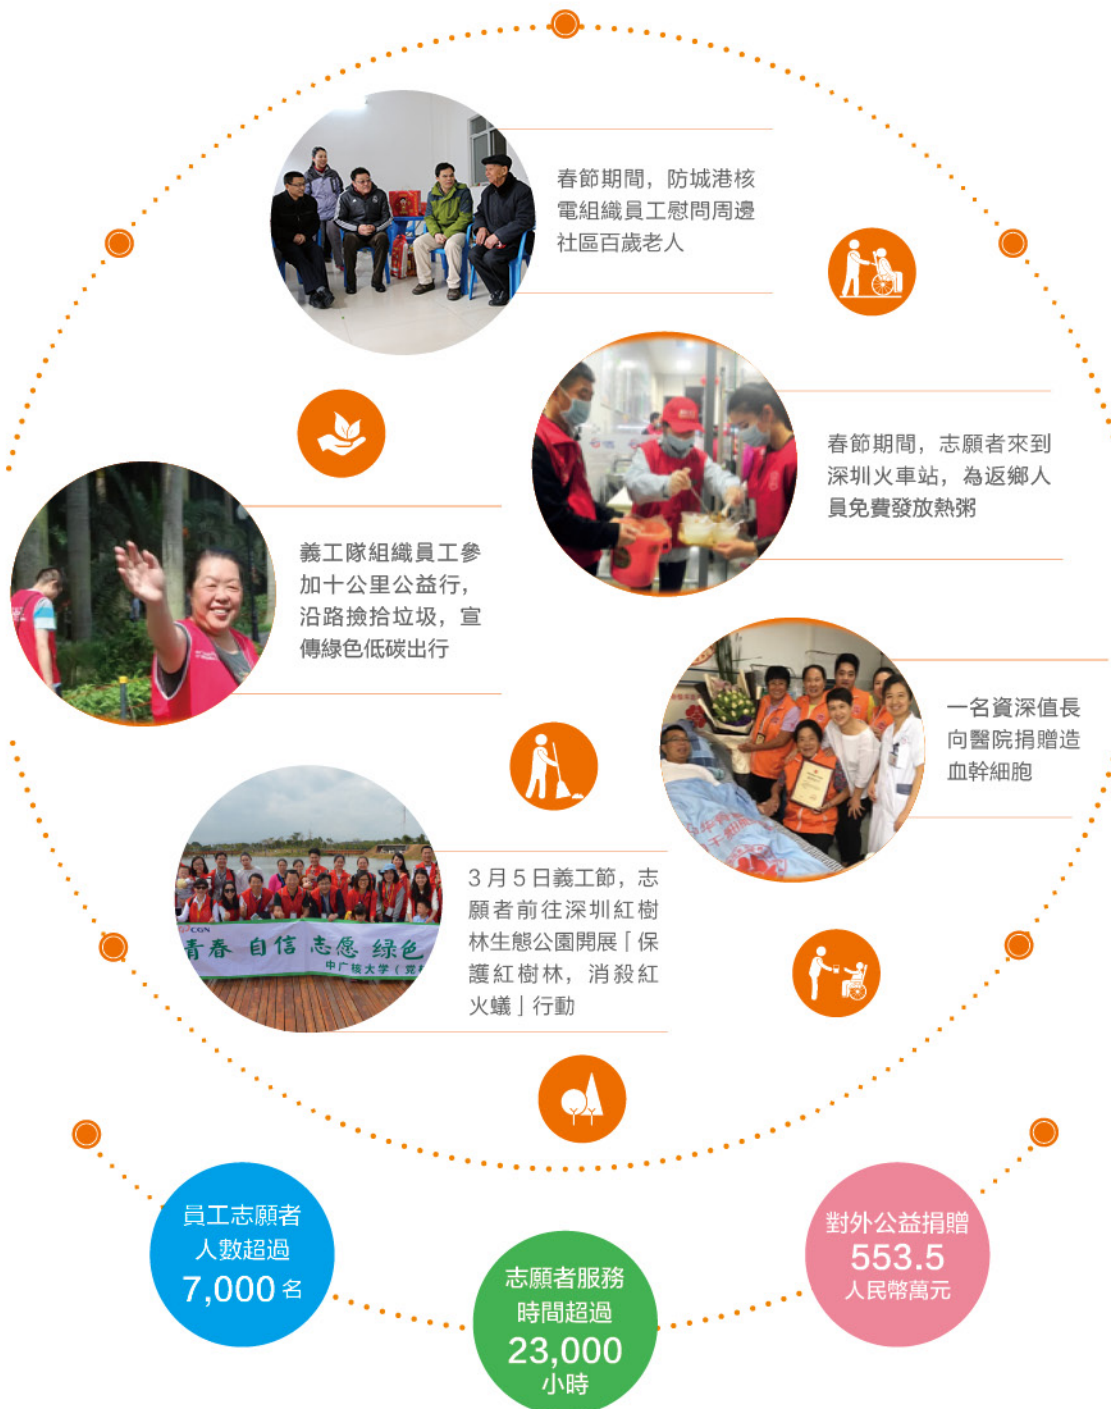 春節期間，防城港核
電組織員工慰問周邊
社區百歲老人
春節期間，志願者來到
深圳火車站，為返鄉人
員免費發放熱粥
義工隊組織員工參
加十公里公益行，
沿路撿拾垃圾，宣
傳綠色低碳出行
一名資深值長
向醫院捐贈造
血幹細胞
3月5日義工節，志
願者前往深圳紅樹
林生態公園開展「保
護紅樹林，消殺紅
火蟻」行動
CGN
青春 自信 志愿 绿色
中广核大学（党
員工志願者
人數超過
7,000 名
志願者服務
時間超過
23,000
小時
對外公益捐贈
553.5
人民幣萬元